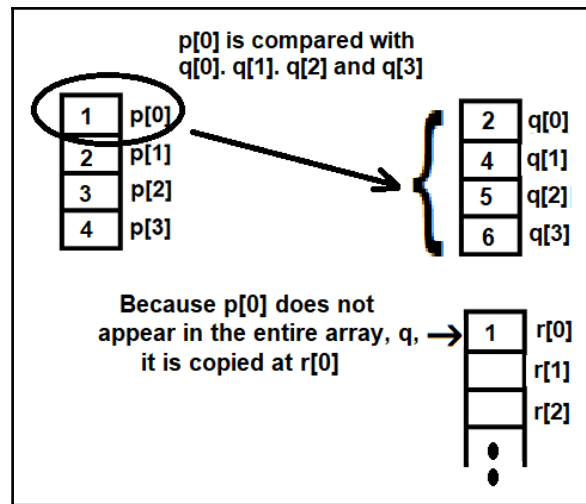 p[0] is compared with
q[0]. q[1]. q[2] and q[3]
1 p[0]
2 p[1]
3 p[2]
4 p[3]
2 q[0]
4 q[1]
5 q[2]
6 q[3]
Because p[0] does not
appear in the entire array, q,
it is copied at r[0]
1 r[0]
r[1]
r[2]